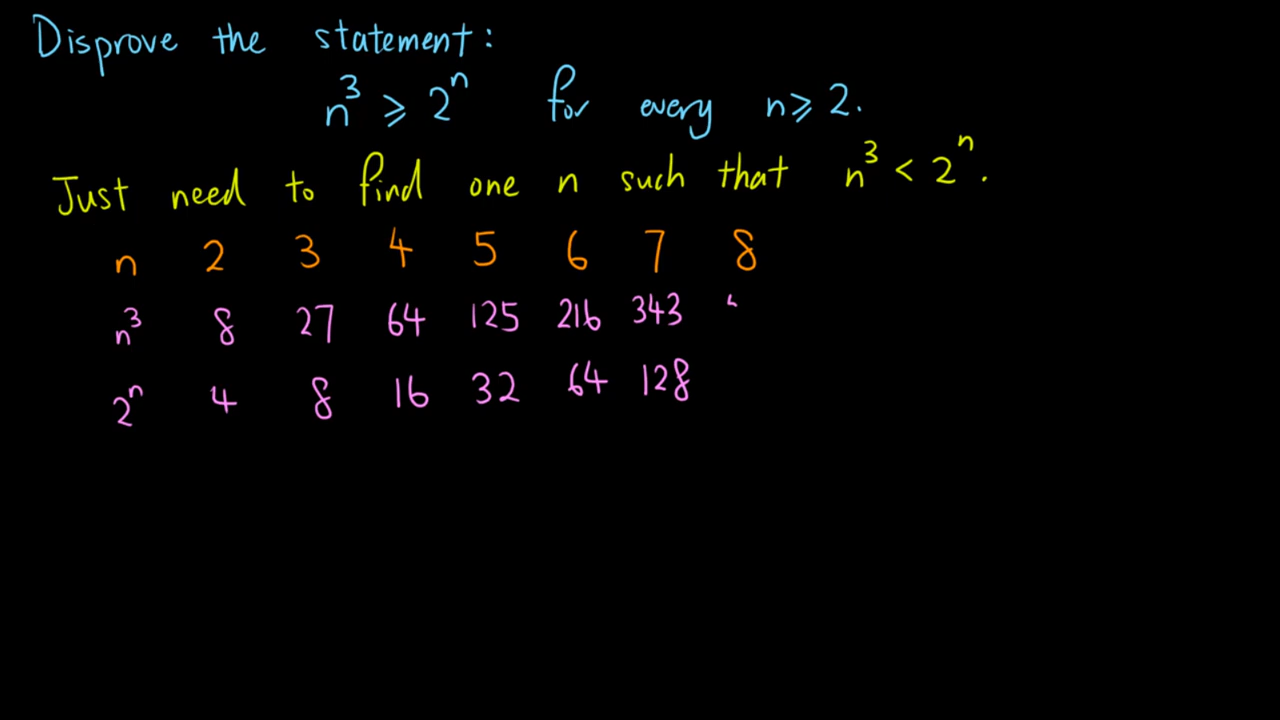 Disprove the statement:
n³ ⩾ 2ⁿ for every n ⩾ 2.
Just need to find one n such that n³ < 2ⁿ.
n 2 3 4 5 6 7 8
n³ 8 27 64 125 216 343
2ⁿ 4 8 16 32 64 128